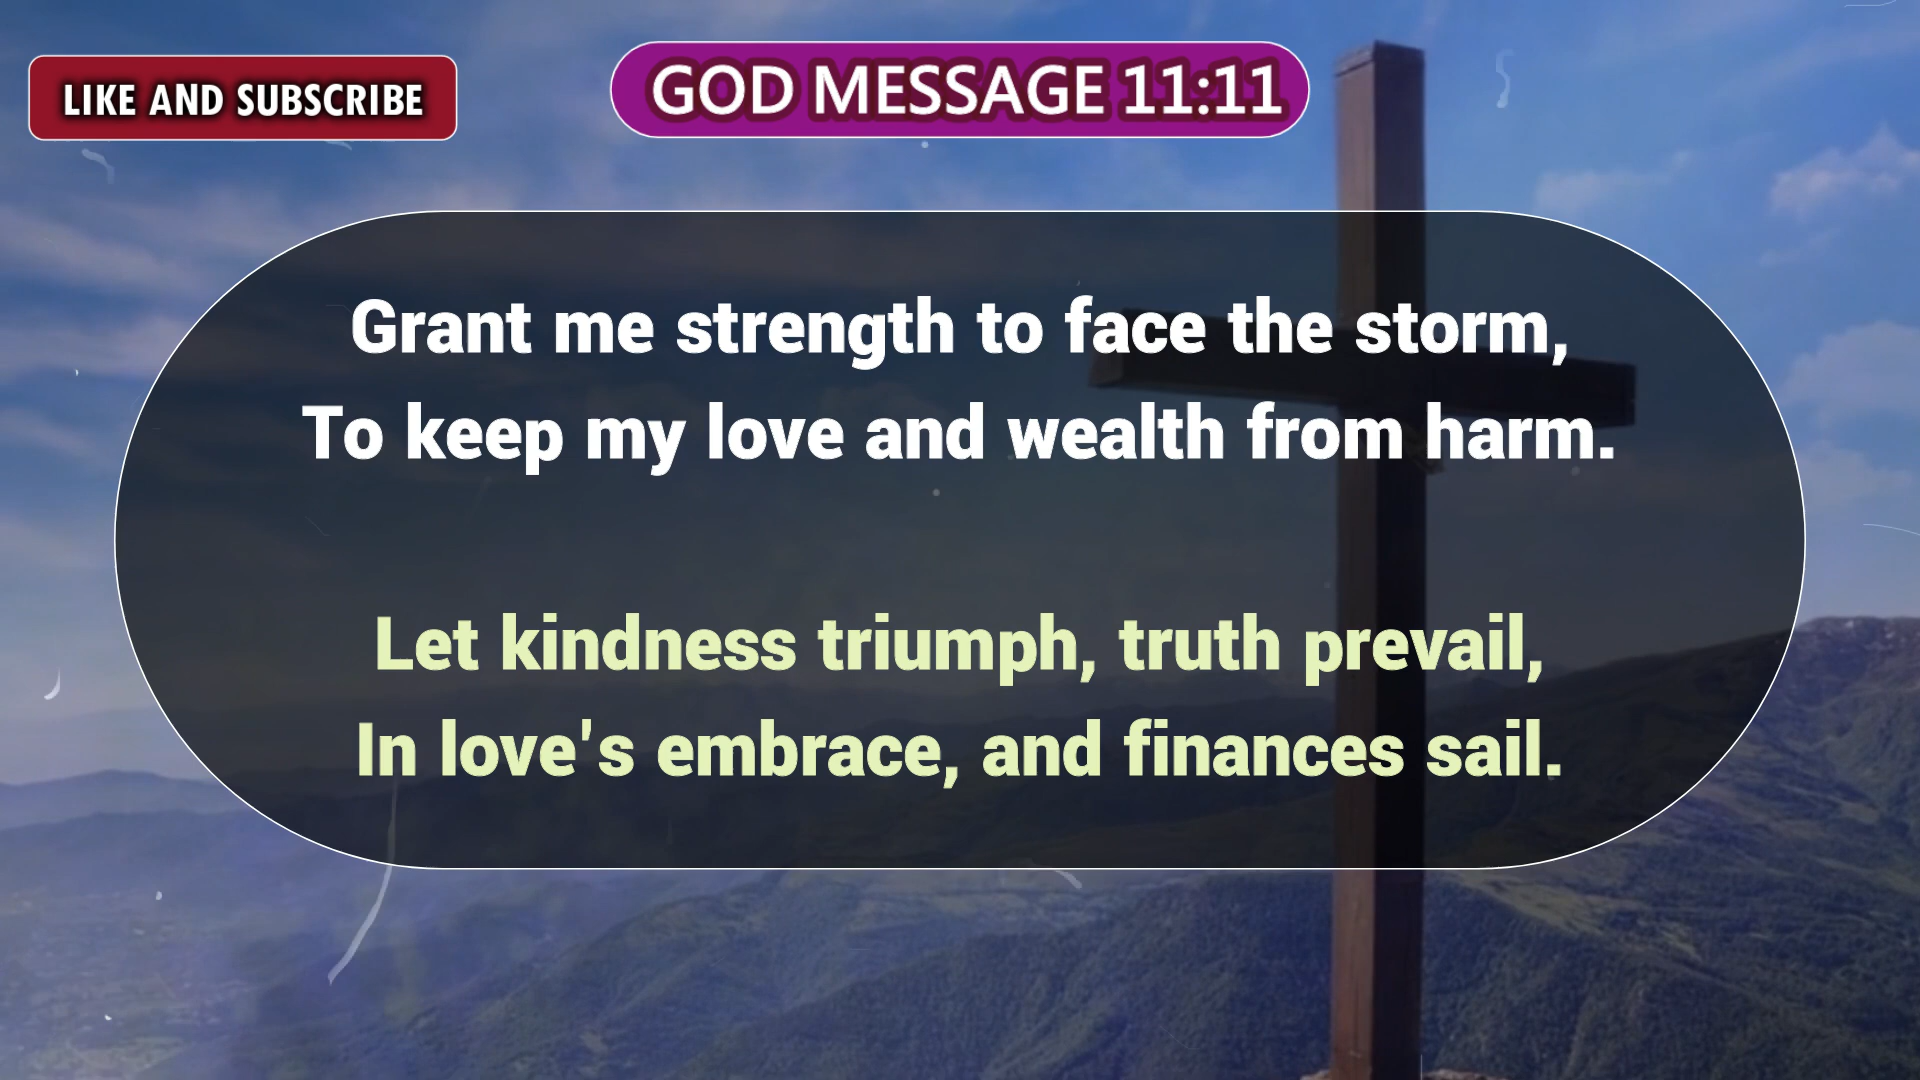 LIKE AND SUBSCRIBE
GOD MESSAGE 11:11
Grant me strength to face the storm,
To keep my love and wealth from harm.
Let kindness triumph, truth prevail,
In love's embrace, and finances sail.